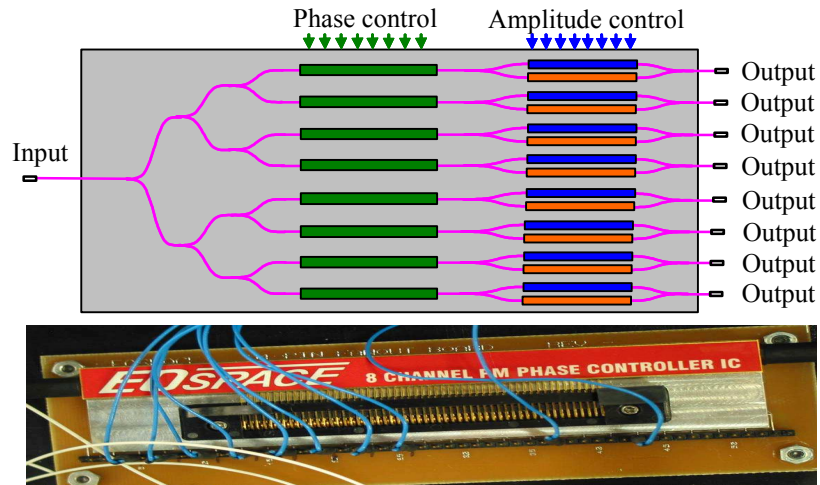 Phase control
Amplitude control
Input
Output
Output
Output
Output
Output
Output
Output
Output
EOSPACE
8 CHANNEL PM PHASE CONTROLLER IC